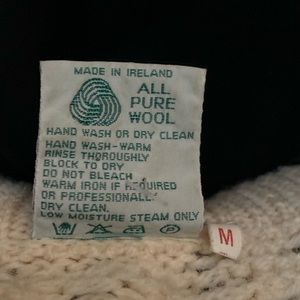 MADE IN IRELAND
ALL
PURE
WOOL
HAND WASH OR DRY CLEAN
HAND WASH-WARM
RINSE THOROUGHLY
BLOCK TO DRY
DO NOT BLEACH
WARM IRON IF REQUIRED
OR PROFESSIONALLY
DRY CLEAN.
LOW MOISTURE STEAM ONLY
P
M